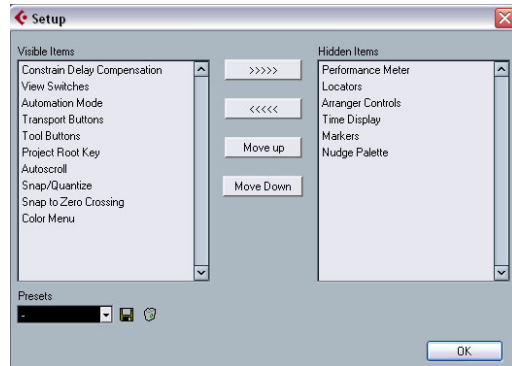 Setup
Visible Items
Constrain Delay Compensation
View Switches
Automation Mode
Transport Buttons
Tool Buttons
Project Root Key
Autoscroll
Snap/Quantize
Snap to Zero Crossing
Color Menu
>>>>>
<<<<<
Move up
Move Down
Hidden Items
Performance Meter
Locators
Arranger Controls
Time Display
Markers
Nudge Palette
Presets
-
OK